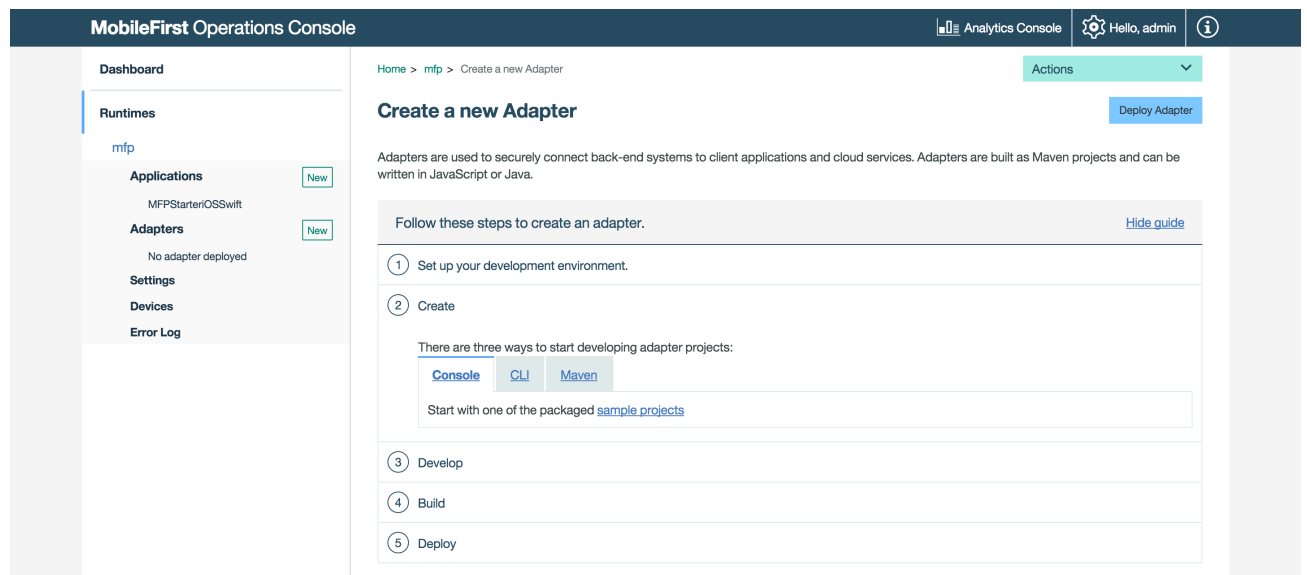 MobileFirst Operations Console
Analytics Console
Hello, admin
Dashboard
Runtimes
mfp
Applications
New
MFPStarteriOSSwift
Adapters
New
No adapter deployed
Settings
Devices
Error Log
Home > mfp > Create a new Adapter
Actions
Create a new Adapter
Deploy Adapter
Adapters are used to securely connect back-end systems to client applications and cloud services. Adapters are built as Maven projects and can be
written in JavaScript or Java.
Follow these steps to create an adapter.
Hide guide
1 Set up your development environment.
2 Create
There are three ways to start developing adapter projects:
Console CLI Maven
Start with one of the packaged sample projects
3 Develop
4 Build
5 Deploy